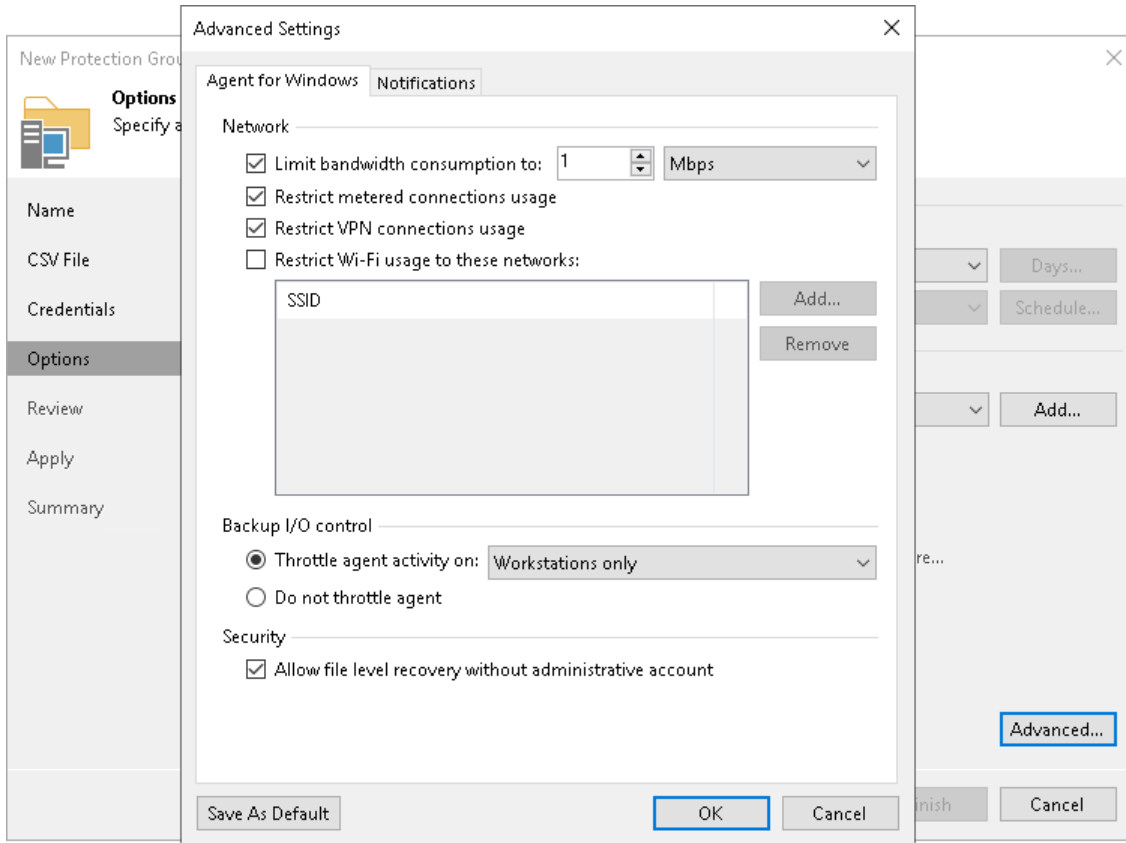 Advanced Settings
New Protection Grou
Options
Specify a
Agent for Windows
Notifications
Network
Limit bandwidth consumption to: 1 Mbps
Restrict metered connections usage
Restrict VPN connections usage
Restrict Wi-Fi usage to these networks:
SSID
Add...
Remove
Name
CSV File
Credentials
Options
Review
Apply
Summary
Days...
Schedule...
Add...
Backup I/O control
Throttle agent activity on: Workstations only
re...
Do not throttle agent
Security
Allow file level recovery without administrative account
Advanced...
Save As Default
OK
Cancel
inish
Cancel